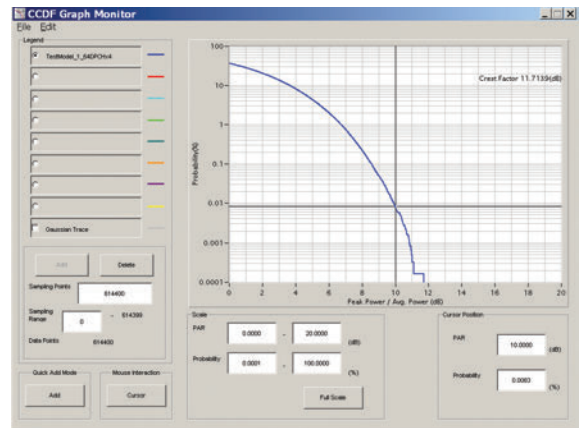 CCDF Graph Monitor
File Edit
Legend
TestModel_1_64DPCHx4
Gaussian Trace
Add Delete
Sampling Points 614400
Sampling Range 0 - 614399
Data Points 614400
Quick Add Mode
Add
Mouse Interaction
Cursor
Crest Factor 11.7139(dB)
Probability(%)
100
10
1
0.1
0.01
0.001
0.0001
0 2 4 6 8 10 12 14 16 18 20
Peak Power / Avg. Power (dB)
Scale
PAR 0.0000 - 20.0000 (dB)
Probability 0.0001 - 100.0000 (%)
Full Scale
Cursor Position
PAR 10.0000 (dB)
Probability 0.0083 (%)